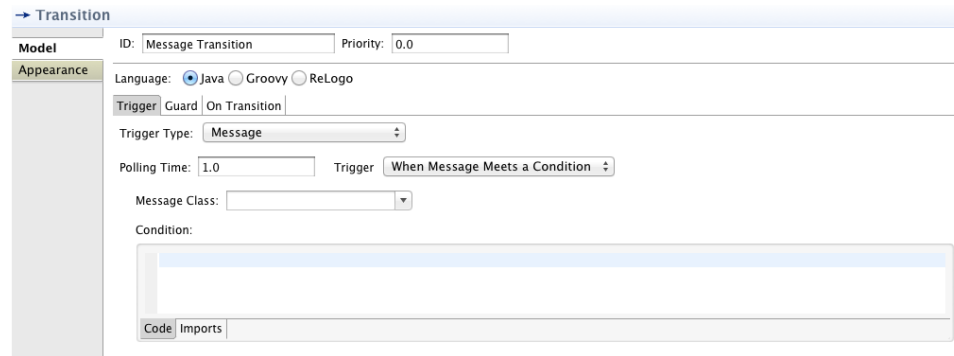 Transition
Model
ID: Message Transition Priority: 0.0
Appearance
Language: Java Groovy ReLogo
Trigger Guard On Transition
Trigger Type: Message
Polling Time: 1.0 Trigger When Message Meets a Condition
Message Class:
Condition:
Code Imports